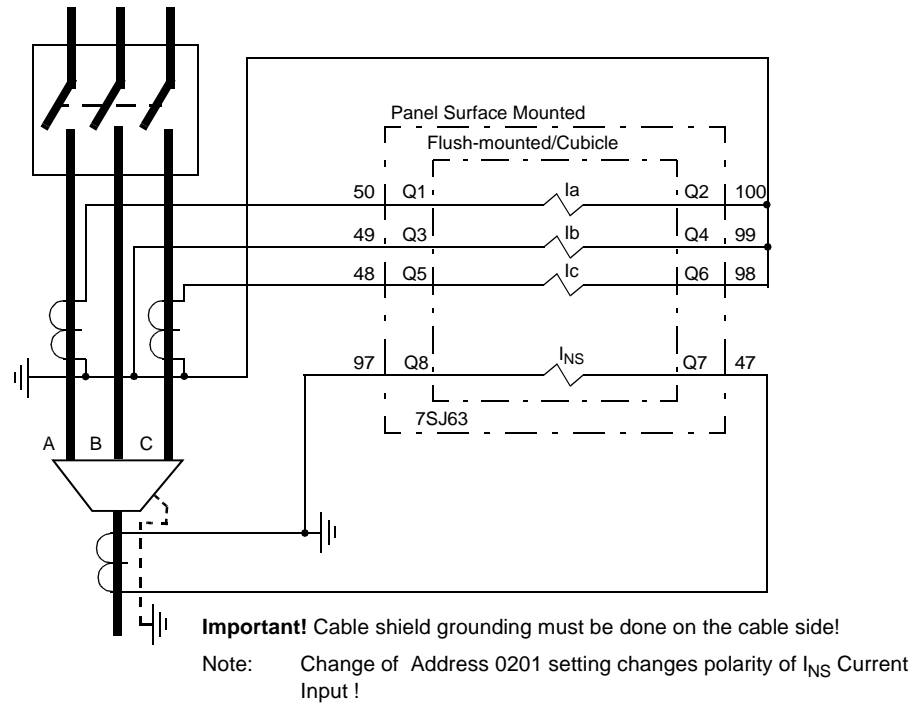 Panel Surface Mounted
Flush-mounted/Cubicle
50 Q1 Ia Q2 100
49 Q3 Ib Q4 99
48 Q5 Ic Q6 98
97 Q8 INS Q7 47
7SJ63
A B C
Important! Cable shield grounding must be done on the cable side!
Note: Change of Address 0201 setting changes polarity of INS Current
Input !